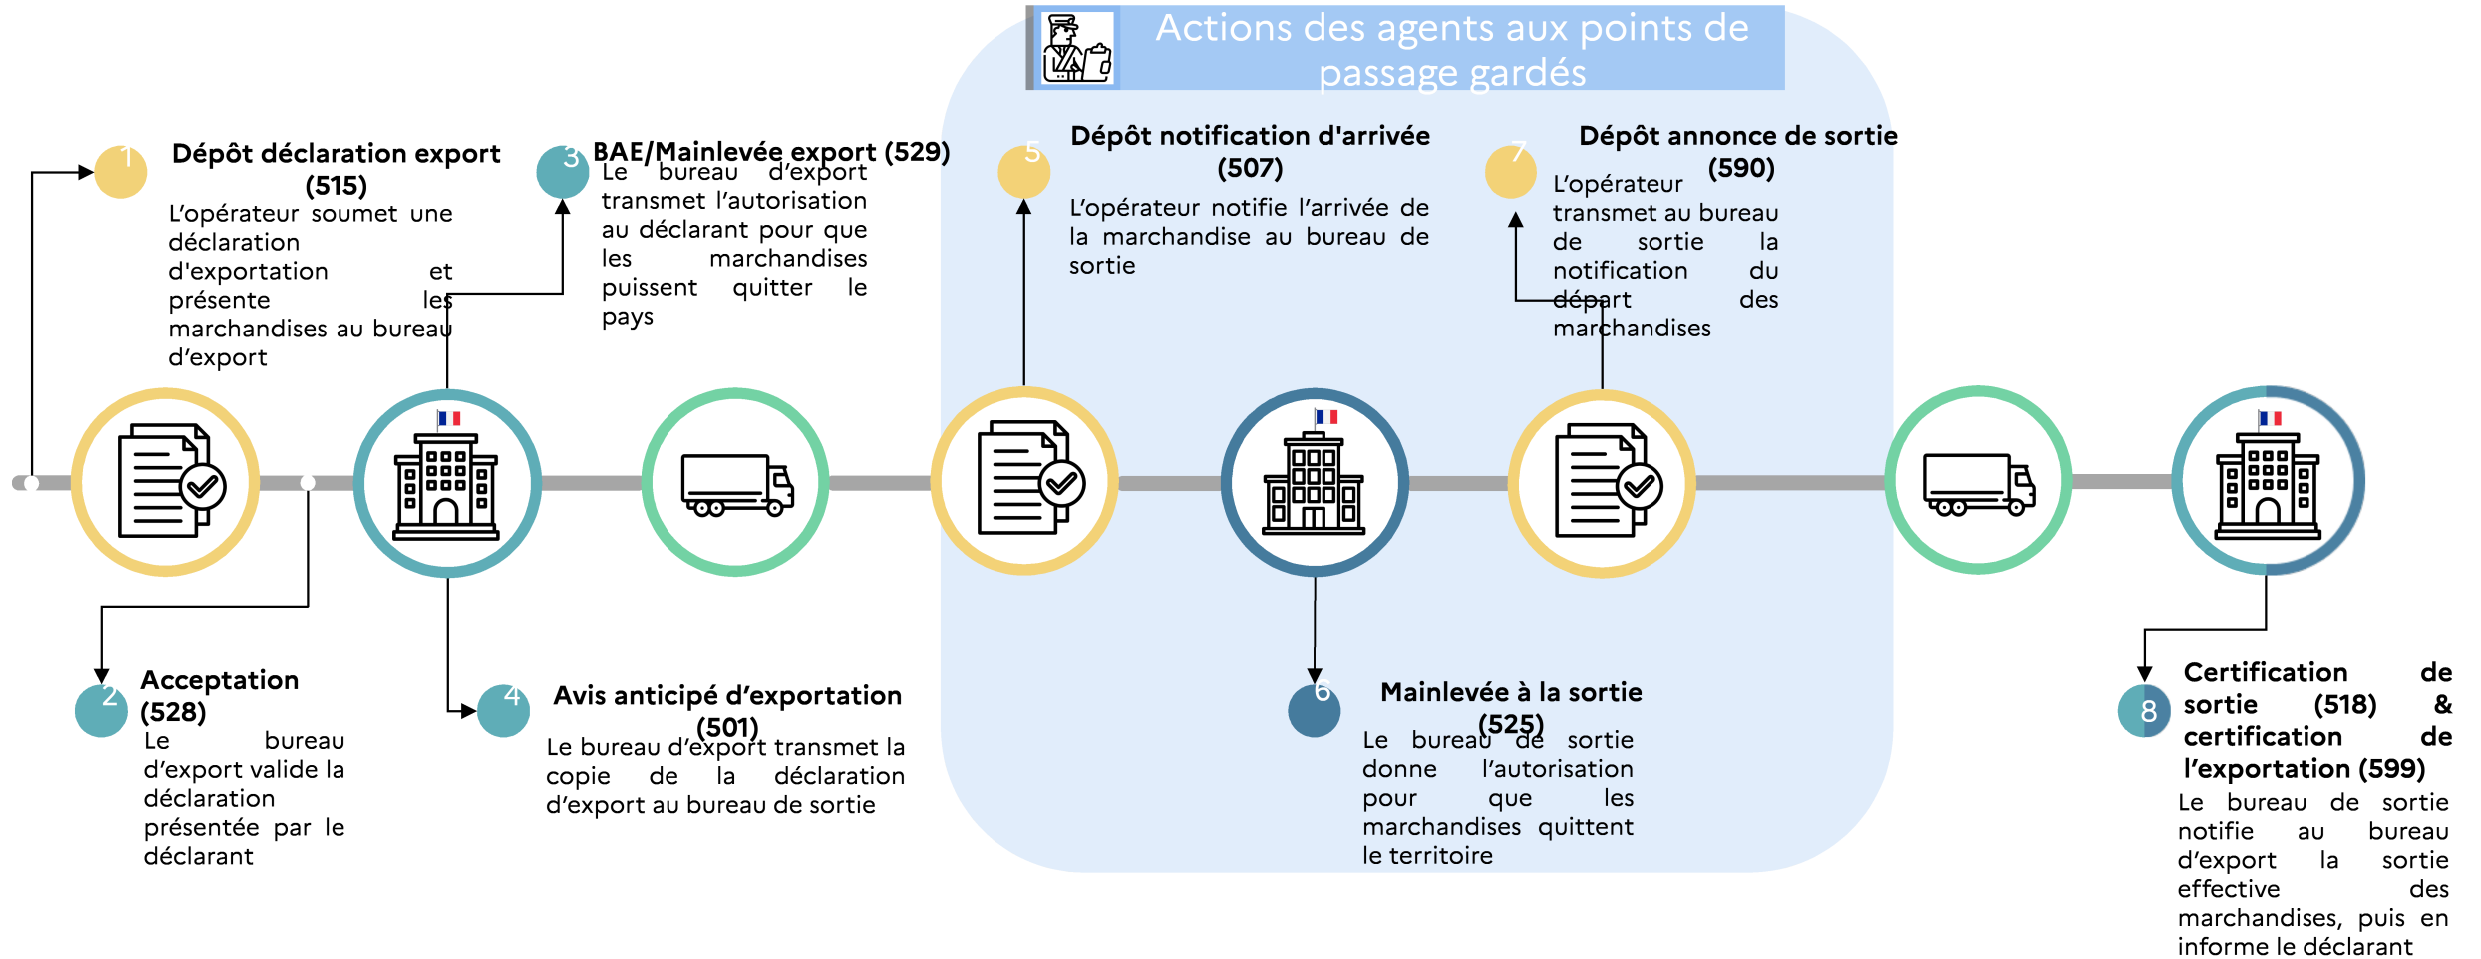 Actions des agents aux points de
passage gardés
1
Dépôt déclaration export
(515)
L’opérateur soumet une
déclaration
d'exportation et
présente les
marchandises au bureau
d’export
2
Acceptation
(528)
Le bureau
d’export valide la
déclaration
présentée par le
déclarant
3
BAE/Mainlevée export (529)
Le bureau d’export
transmet l’autorisation
au déclarant pour que
les marchandises
puissent quitter le
pays
4
Avis anticipé d’exportation
(501)
Le bureau d’export transmet la
copie de la déclaration
d’export au bureau de sortie
5
Dépôt notification d'arrivée
(507)
L’opérateur notifie l’arrivée de
la marchandise au bureau de
sortie
6
Mainlevée à la sortie
(525)
Le bureau de sortie
donne l’autorisation
pour que les
marchandises quittent
le territoire
7
Dépôt annonce de sortie
(590)
L’opérateur
transmet au bureau
de sortie la
notification du
départ des
marchandises
8
Certification de
sortie (518) &
certification de
l’exportation (599)
Le bureau de sortie
notifie au bureau
d’export la sortie
effective des
marchandises, puis en
informe le déclarant